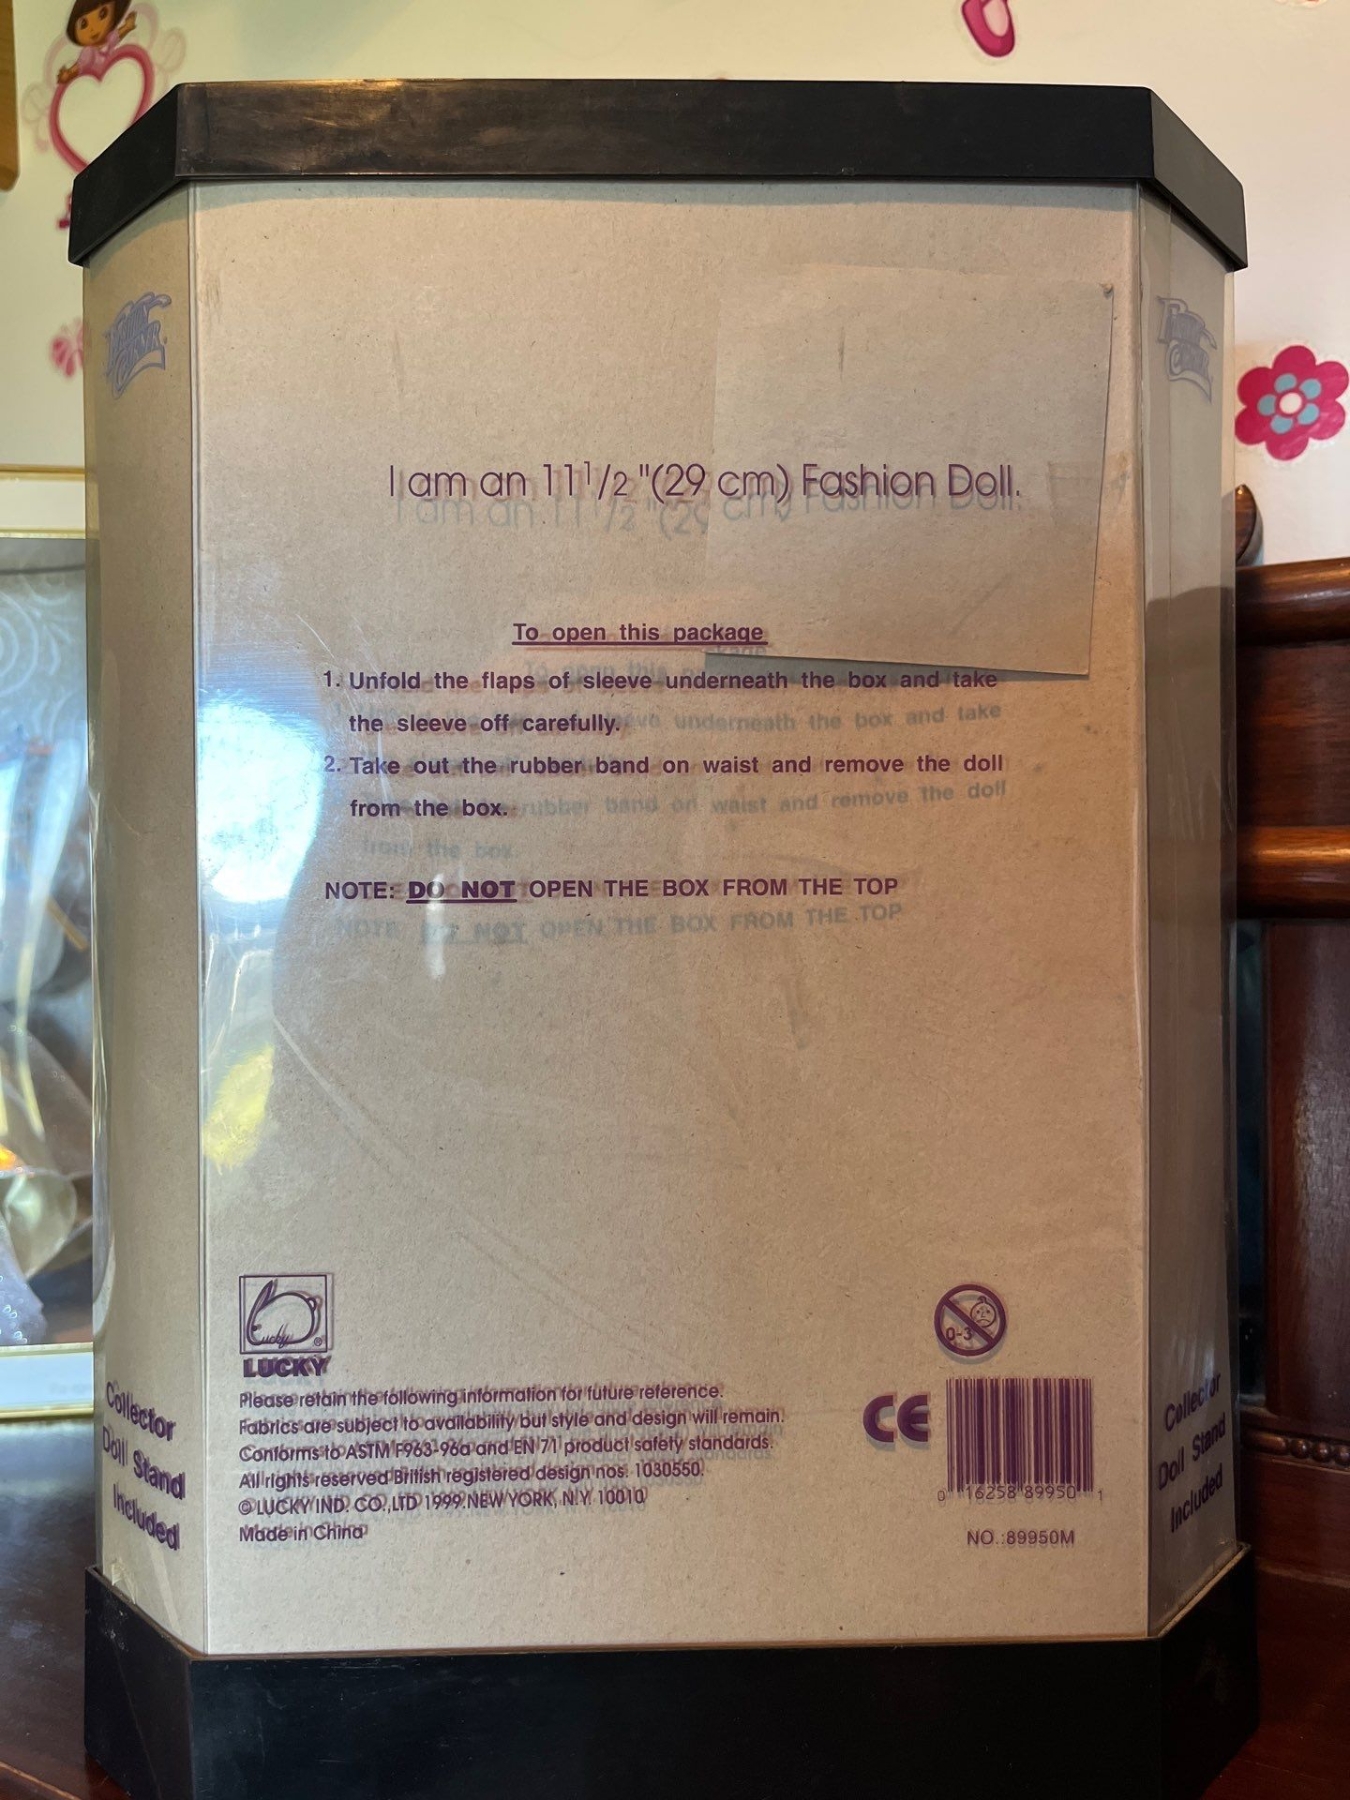 I am an 11 1/2 "(29 cm) Fashion Doll.
To open this package
1. Unfold the flaps of sleeve underneath the box and take
the sleeve off carefully.
2. Take out the rubber band on waist and remove the doll
from the box.
NOTE: DO NOT OPEN THE BOX FROM THE TOP
Lucky ®
LUCKY
Please retain the following information for future reference.
Fabrics are subject to availability but style and design will remain.
Conforms to ASTM F963-96a and EN 71 product safety standards.
All rights reserved British registered design nos. 1030550.
© LUCKY IND. CO.,LTD 1999.NEW YORK, N.Y. 10010
Made in China
0-3
CE
0 16258 89950 1
NO.:89950M
Collector
Doll Stand
Included
Collector
Doll Stand
Included